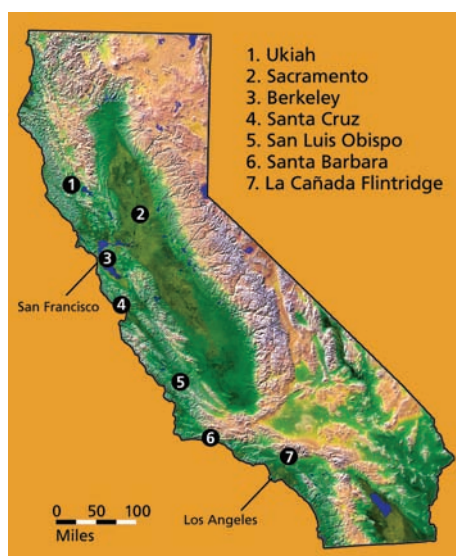 1. Ukiah
2. Sacramento
3. Berkeley
4. Santa Cruz
5. San Luis Obispo
6. Santa Barbara
7. La Cañada Flintridge
1
2
3
San Francisco
4
5
6
7
Los Angeles
0 50 100
Miles